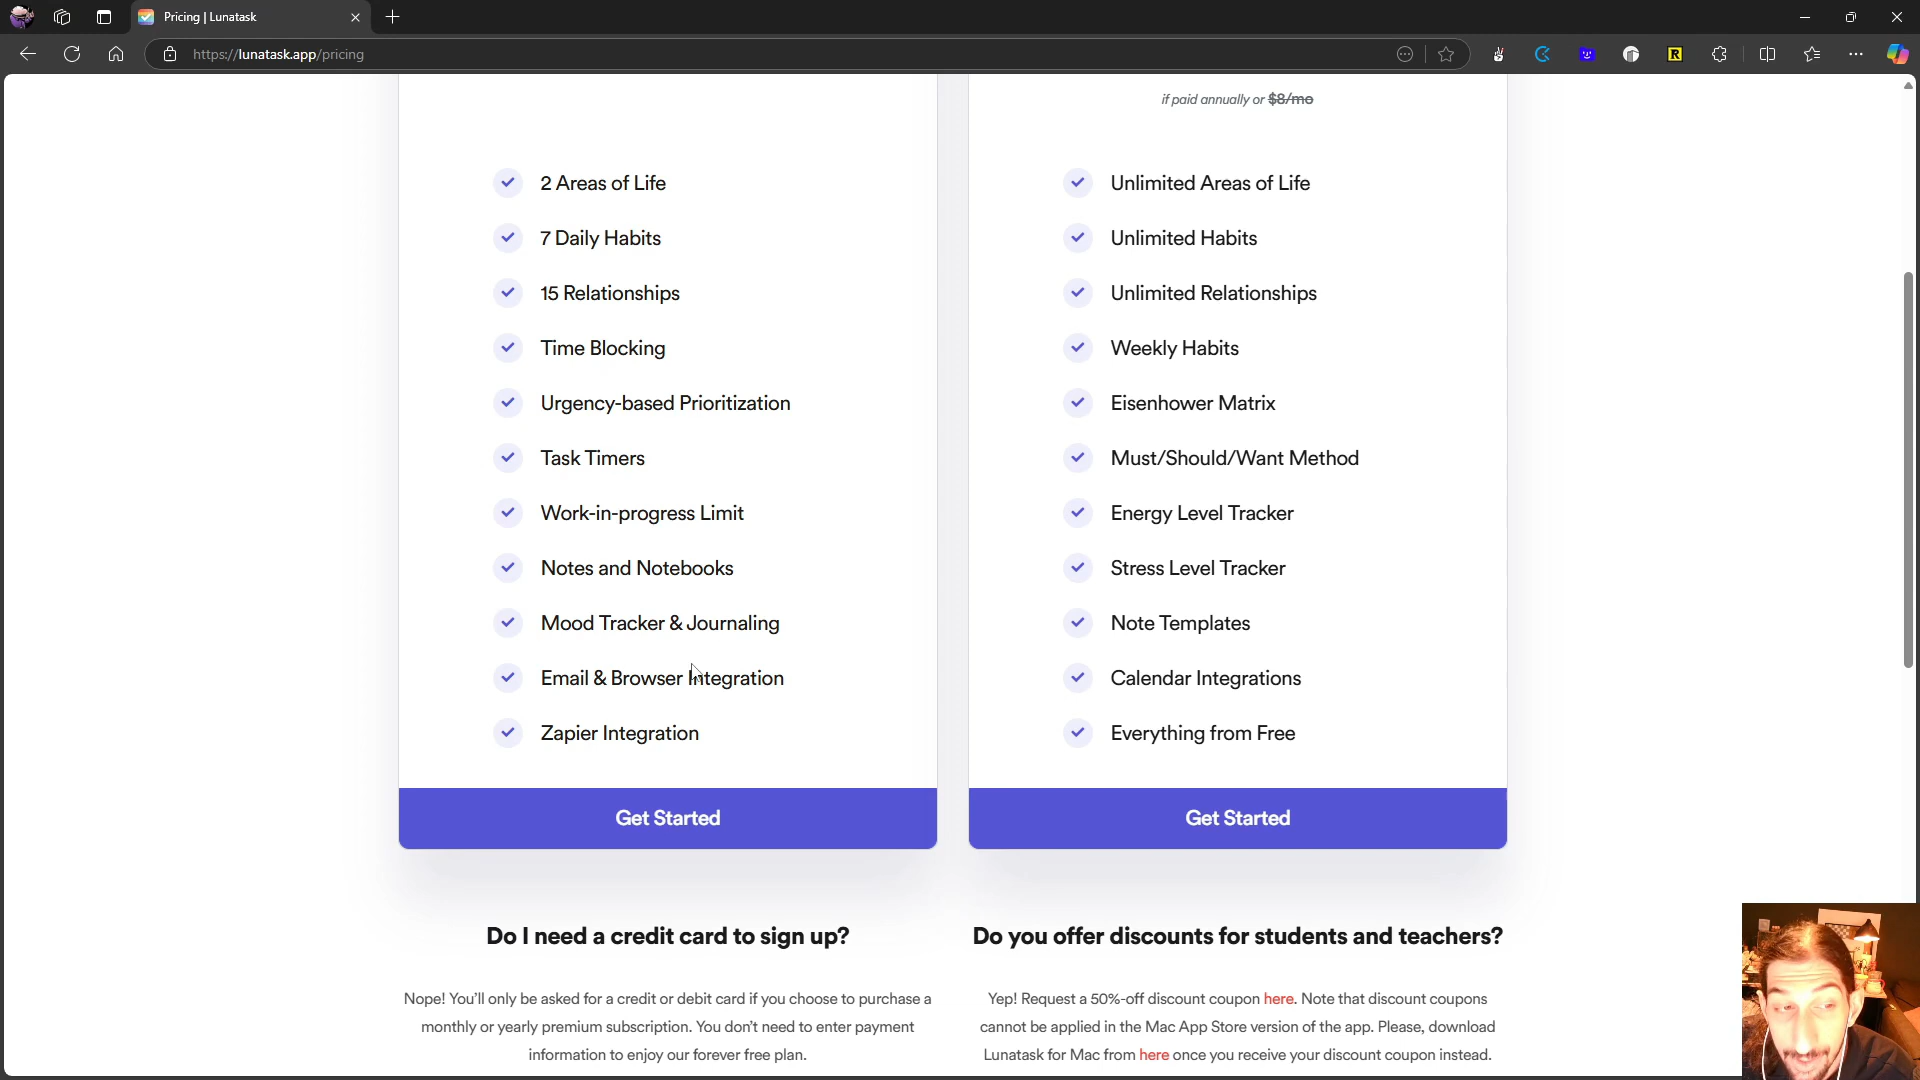 Pricing | Lunatask
https://lunatask.app/pricing
if paid annually or $8/mo
2 Areas of Life
7 Daily Habits
15 Relationships
Time Blocking
Urgency-based Prioritization
Task Timers
Work-in-progress Limit
Notes and Notebooks
Mood Tracker & Journaling
Email & Browser Integration
Zapier Integration
Get Started
Unlimited Areas of Life
Unlimited Habits
Unlimited Relationships
Weekly Habits
Eisenhower Matrix
Must/Should/Want Method
Energy Level Tracker
Stress Level Tracker
Note Templates
Calendar Integrations
Everything from Free
Get Started
Do I need a credit card to sign up?
Nope! You'll only be asked for a credit or debit card if you choose to purchase a
monthly or yearly premium subscription. You don't need to enter payment
information to enjoy our forever free plan.
Do you offer discounts for students and teachers?
Yep! Request a 50%-off discount coupon here. Note that discount coupons
cannot be applied in the Mac App Store version of the app. Please, download
Lunatask for Mac from here once you receive your discount coupon instead.